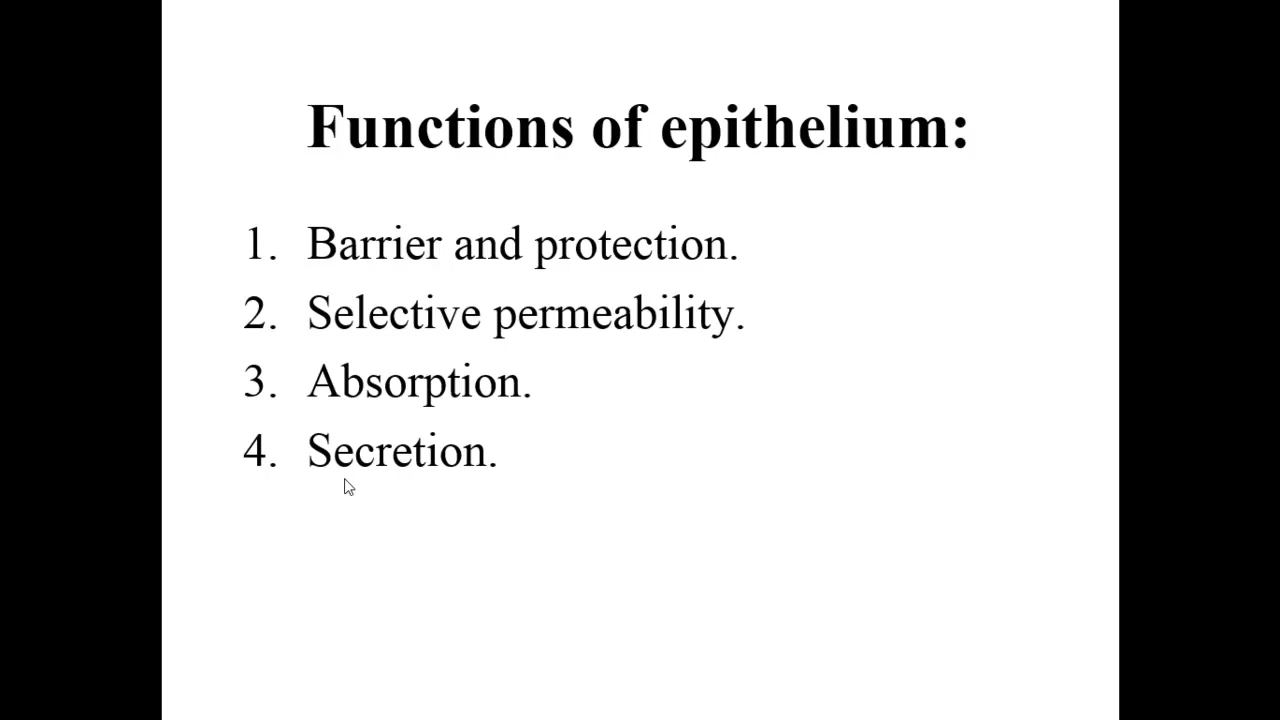 Functions of epithelium:
1. Barrier and protection.
2. Selective permeability.
3. Absorption.
4. Secretion.